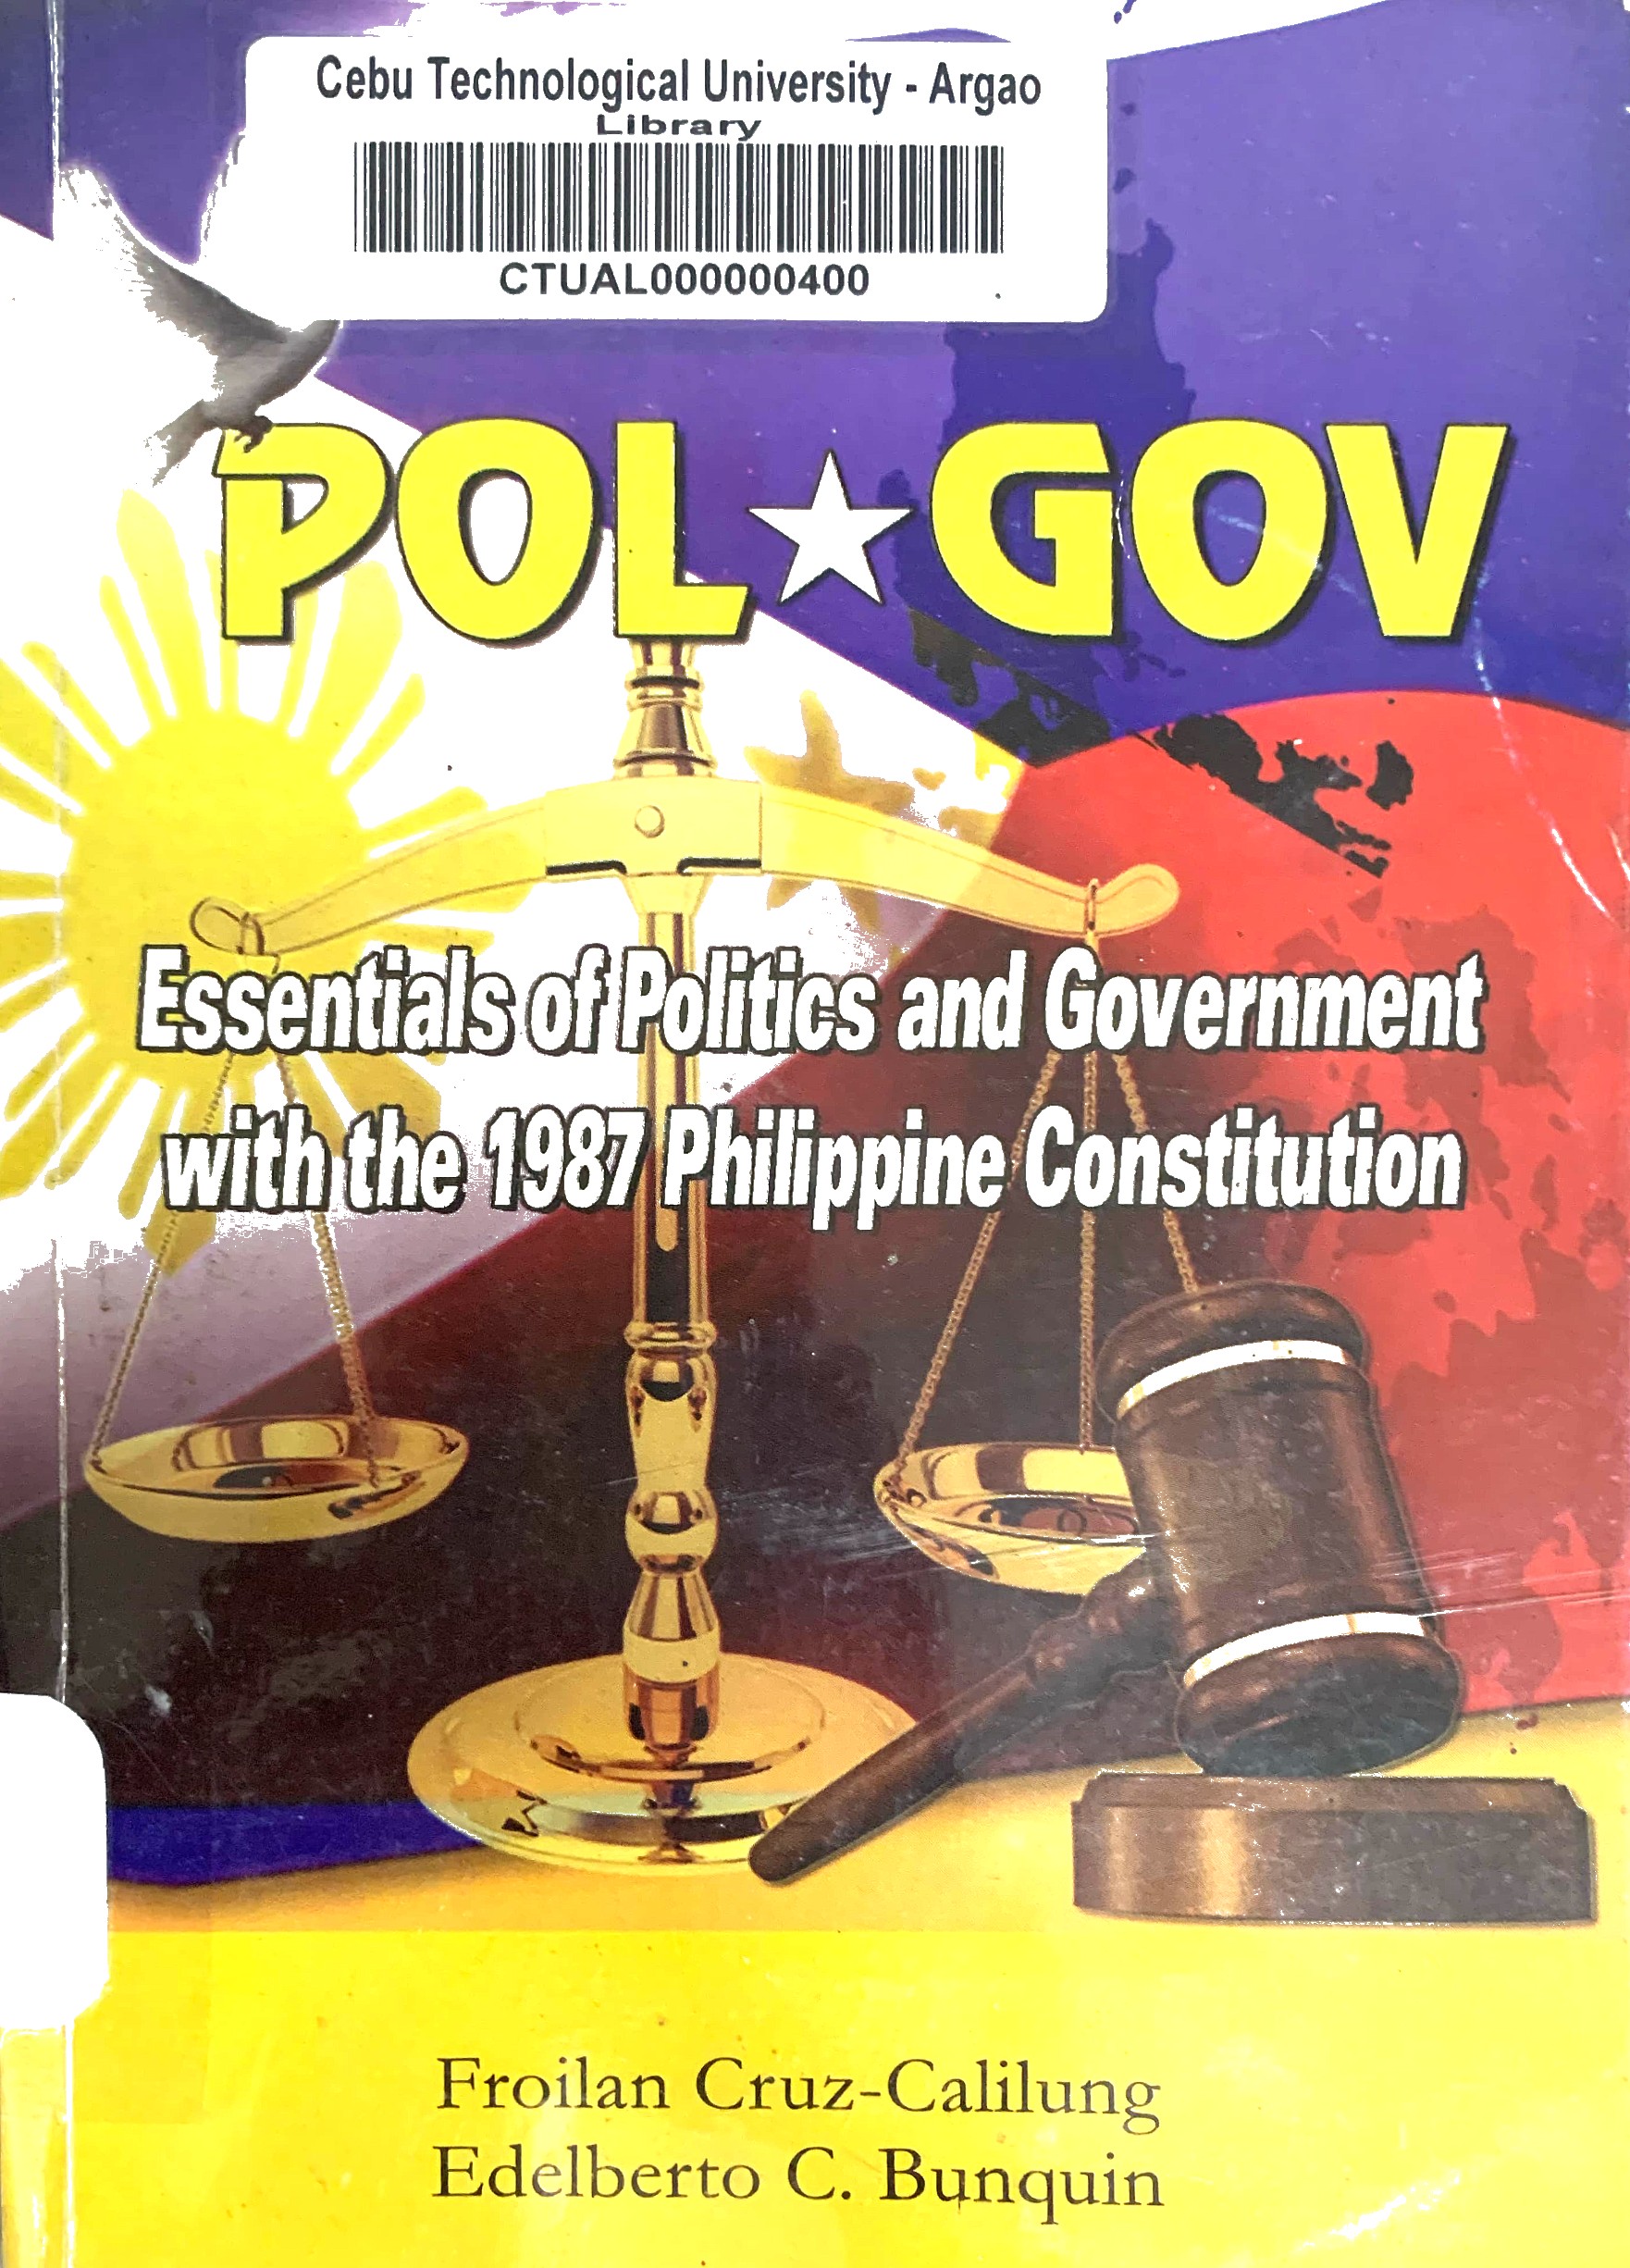 Cebu Technological University - Argao
Library
CTUAL000000400
POL★GOV
Essentials of Politics and Government
with the 1987 Philippine Constitution
Froilan Cruz-Calilung
Edelberto C. Bunquin